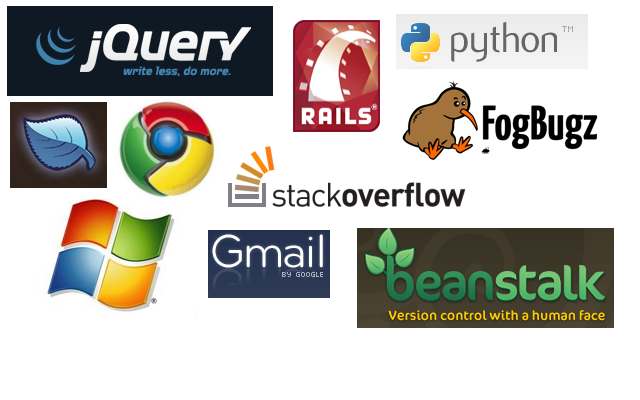 jQuery
write less, do more.
RAILS®
python™
FogBugz
stackoverflow
®
Gmail
BY GOOGLE
beanstalk
Version control with a human face